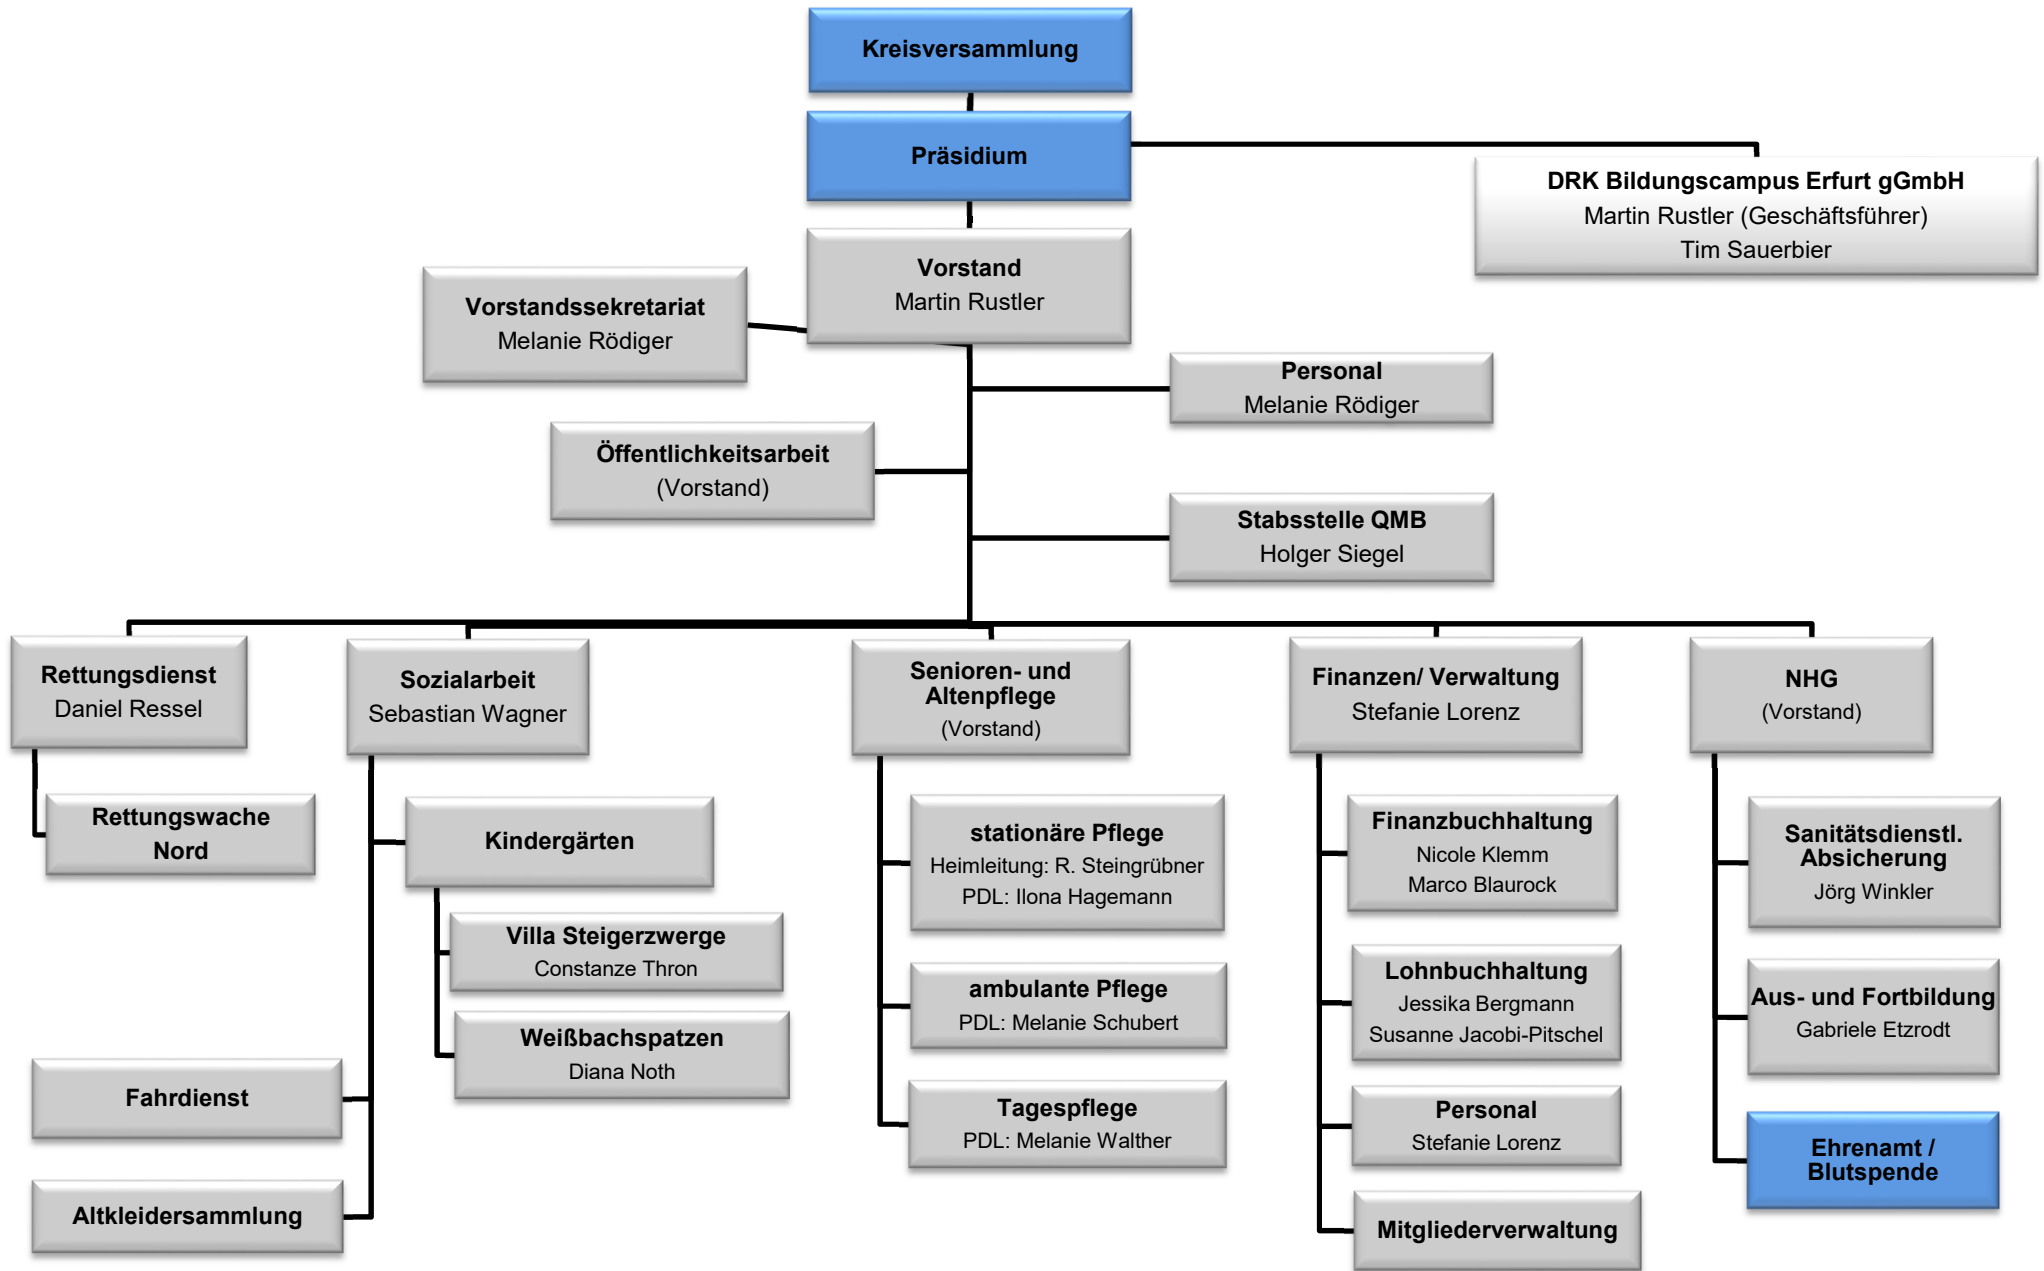 Kreisversammlung
Präsidium
DRK Bildungscampus Erfurt gGmbH
Martin Rustler (Geschäftsführer)
Tim Sauerbier
Vorstand
Martin Rustler
Vorstandssekretariat
Melanie Rödiger
Personal
Melanie Rödiger
Öffentlichkeitsarbeit
(Vorstand)
Stabsstelle QMB
Holger Siegel
Rettungsdienst
Daniel Ressel
Rettungswache
Nord
Sozialarbeit
Sebastian Wagner
Kindergärten
Villa Steigerzwerge
Constanze Thron
Weißbachspatzen
Diana Noth
Fahrdienst
Altkleidersammlung
Senioren- und
Altenpflege
(Vorstand)
stationäre Pflege
Heimleitung: R. Steingrübner
PDL: Ilona Hagemann
ambulante Pflege
PDL: Melanie Schubert
Tagespflege
PDL: Melanie Walther
Finanzen/ Verwaltung
Stefanie Lorenz
Finanzbuchhaltung
Nicole Klemm
Marco Blaurock
Lohnbuchhaltung
Jessika Bergmann
Susanne Jacobi-Pitschel
Personal
Stefanie Lorenz
Mitgliederverwaltung
NHG
(Vorstand)
Sanitätsdienstl.
Absicherung
Jörg Winkler
Aus- und Fortbildung
Gabriele Etzrodt
Ehrenamt /
Blutspende